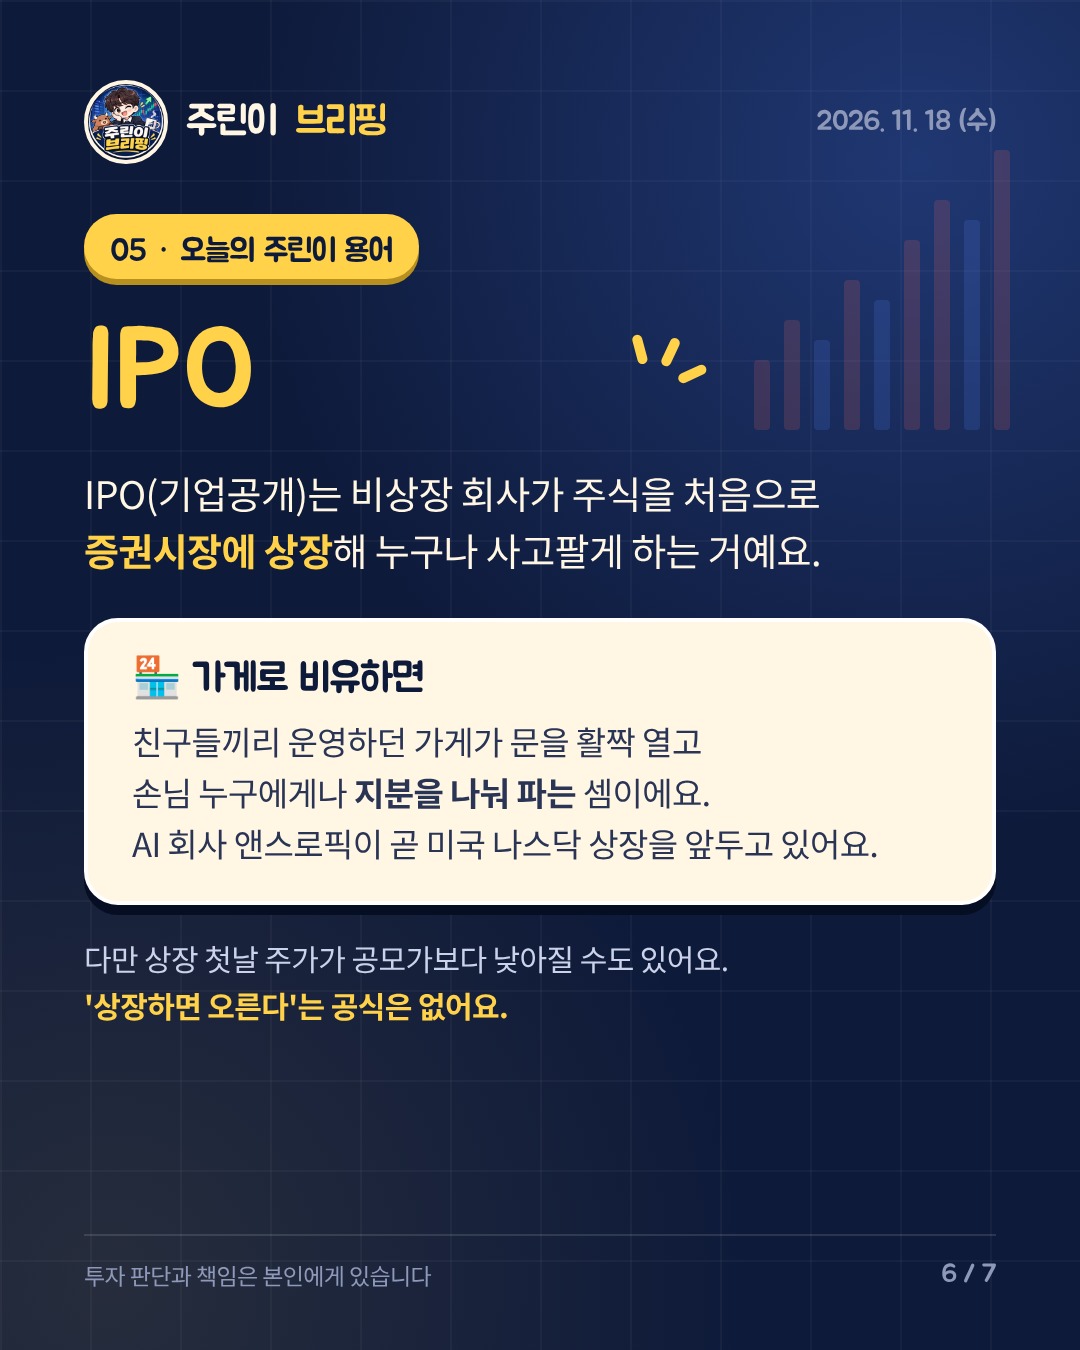 주린이 브리핑
주린이
브리핑
2026. 11. 18 (수)
05 · 오늘의 주린이 용어
IPO
IPO(기업공개)는 비상장 회사가 주식을 처음으로
증권시장에 상장해 누구나 사고팔게 하는 거예요.
24
가게로 비유하면
친구들끼리 운영하던 가게가 문을 활짝 열고
손님 누구에게나 지분을 나눠 파는 셈이에요.
AI 회사 앤스로픽이 곧 미국 나스닥 상장을 앞두고 있어요.
다만 상장 첫날 주가가 공모가보다 낮아질 수도 있어요.
'상장하면 오른다'는 공식은 없어요.
투자 판단과 책임은 본인에게 있습니다
6 / 7